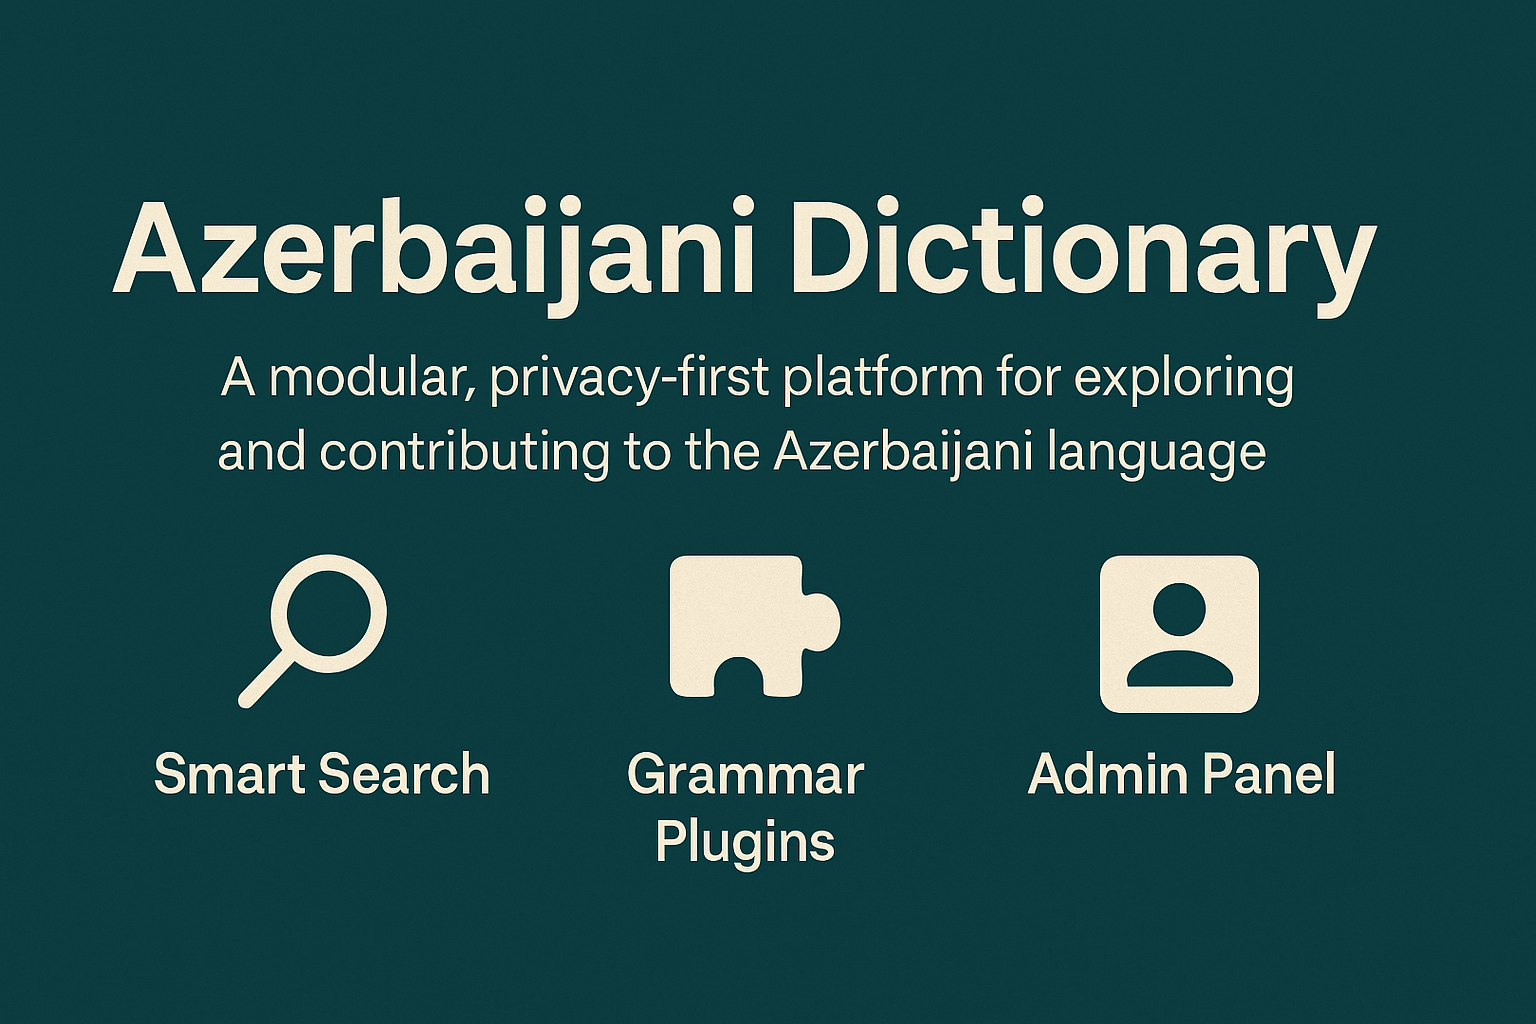 Azerbaijani Dictionary
A modular, privacy-first platform for exploring
and contributing to the Azerbaijani language
Smart Search
Grammar
Plugins
Admin Panel